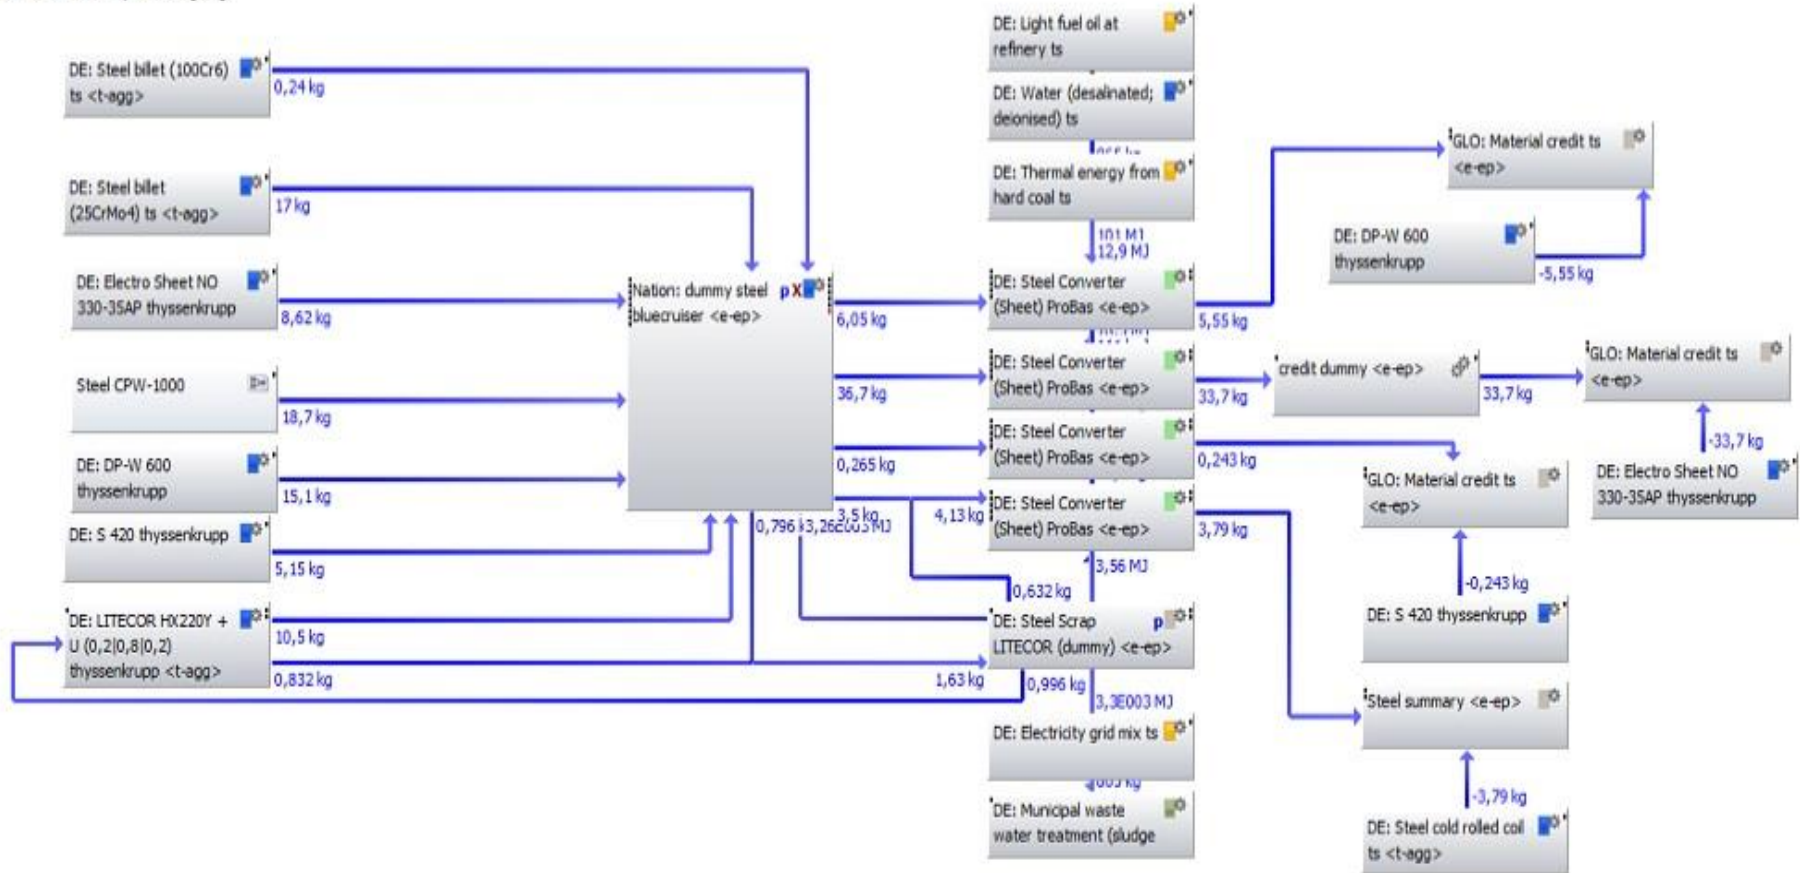 DE: Steel billet (100Cr6)
ts <t-agg>
0,24 kg
DE: Steel billet
(25CrMo4) ts <t-agg>
17 kg
DE: Electro Sheet NO
330-35AP thyssenkrupp
8,62 kg
Steel CPW-1000
18,7 kg
DE: DP-W 600
thyssenkrupp
15,1 kg
DE: S 420 thyssenkrupp
5,15 kg
DE: LITECOR HX220Y +
U (0,2|0,8|0,2)
thyssenkrupp <t-agg>
10,5 kg
0,832 kg
Nation: dummy steel
bluecruiser <e-ep>
p X
6,05 kg
36,7 kg
0,265 kg
3,5 kg
4,13 kg
0,796
0,632 kg
1,63 kg
0,996 kg
DE: Light fuel oil at
refinery ts
DE: Water (desalinated;
deionised) ts
DE: Thermal energy from
hard coal ts
12,9 MJ
DE: Steel Converter
(Sheet) ProBas <e-ep>
5,55 kg
DE: Steel Converter
(Sheet) ProBas <e-ep>
33,7 kg
DE: Steel Converter
(Sheet) ProBas <e-ep>
0,243 kg
DE: Steel Converter
(Sheet) ProBas <e-ep>
3,79 kg
3,56 MJ
DE: Steel Scrap
LITECOR (dummy) <e-ep>
p
3,3E003 MJ
DE: Electricity grid mix ts
DE: Municipal waste
water treatment (sludge
GLO: Material credit ts
<e-ep>
DE: DP-W 600
thyssenkrupp
-5,55 kg
credit dummy <e-ep>
33,7 kg
GLO: Material credit ts
<e-ep>
-33,7 kg
DE: Electro Sheet NO
330-35AP thyssenkrupp
GLO: Material credit ts
<e-ep>
-0,243 kg
DE: S 420 thyssenkrupp
Steel summary <e-ep>
-3,79 kg
DE: Steel cold rolled coil
ts <t-agg>